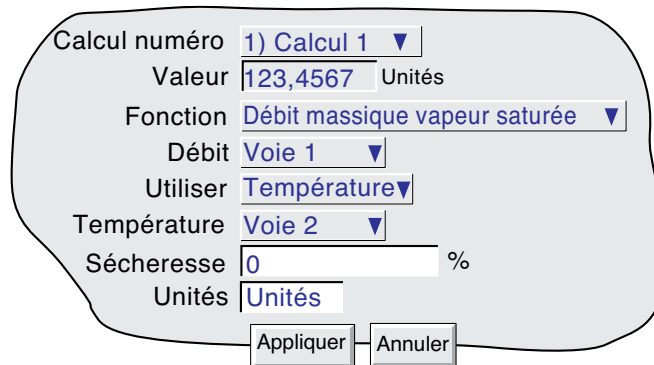 Calcul numéro 1) Calcul 1
Valeur 123,4567 Unités
Fonction Débit massique vapeur saturée
Débit Voie 1
Utiliser Température
Température Voie 2
Sécheresse 0 %
Unités Unités
Appliquer Annuler